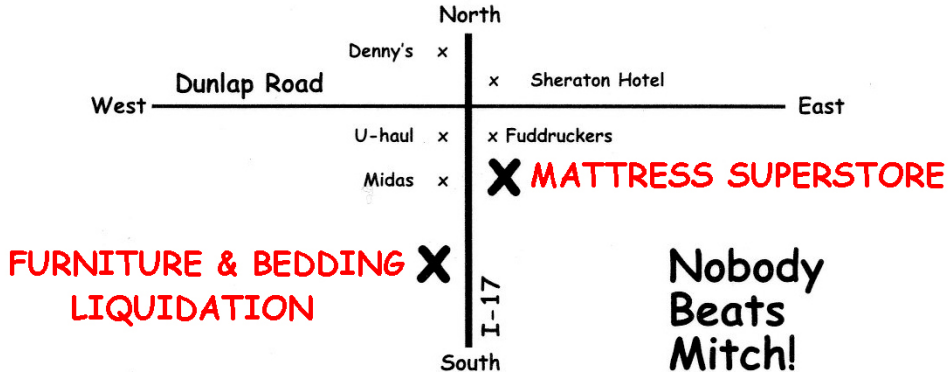 North
Denny's x
Dunlap Road
x Sheraton Hotel
West
East
U-haul x
x Fuddruckers
Midas x
X MATTRESS SUPERSTORE
FURNITURE & BEDDING X
LIQUIDATION
I-17
South
Nobody
Beats
Mitch!